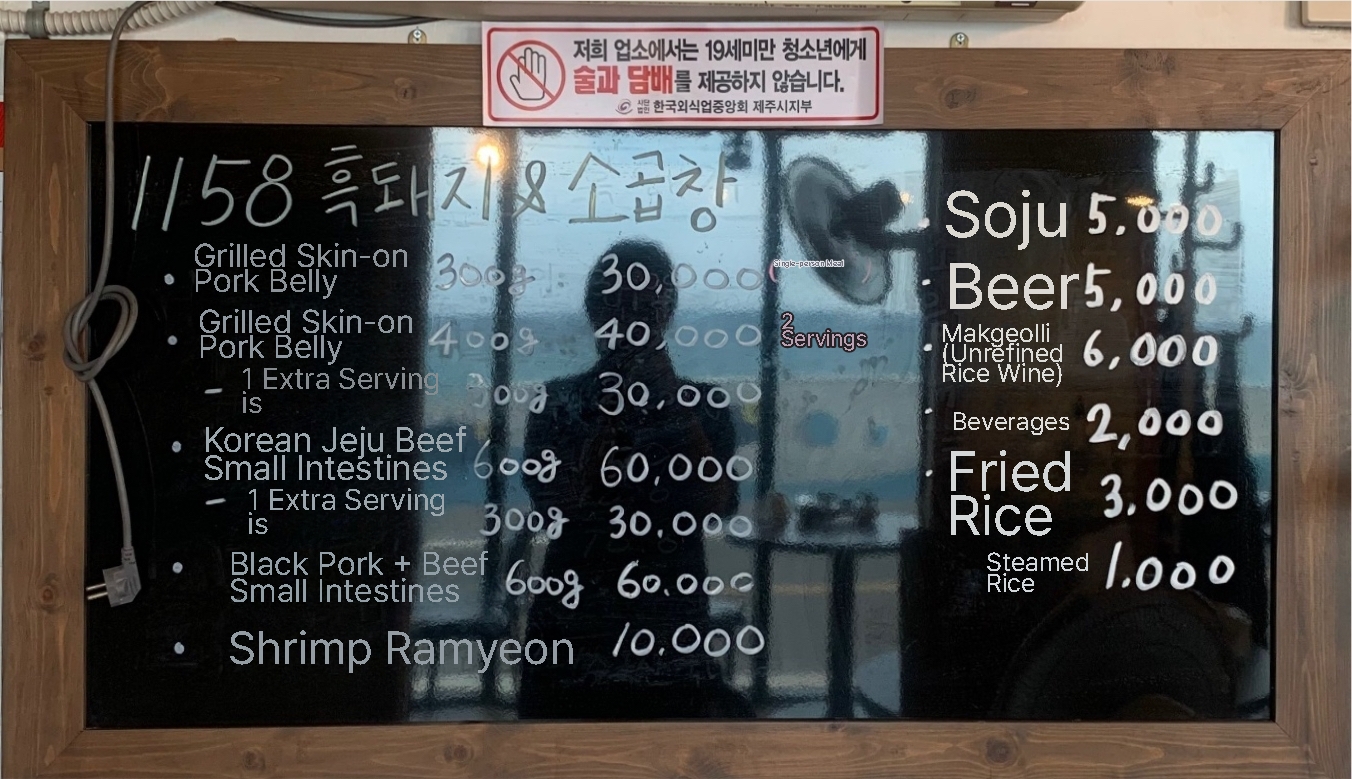 저희 업소에서는 19세미만 청소년에게
술과 담배를 제공하지 않습니다.
사단법인 한국외식업중앙회 제주시지부
1158 흑돼지 & 소곱창
Grilled Skin-on
Pork Belly 300g 30,000 (Single-person Meal)
Grilled Skin-on
Pork Belly 400g 40,000 2
Servings
- 1 Extra Serving
is 300g 30.000
Korean Jeju Beef
Small Intestines 600g 60,000
- 1 Extra Serving
is 300g 30.000
Black Pork + Beef
Small Intestines 600g 60.000
Shrimp Ramyeon 10.000
Soju 5.000
Beer 5,000
Makgeolli
(Unrefined
Rice Wine) 6,000
Beverages 2,000
Fried
Rice 3.000
Steamed
Rice 1.000